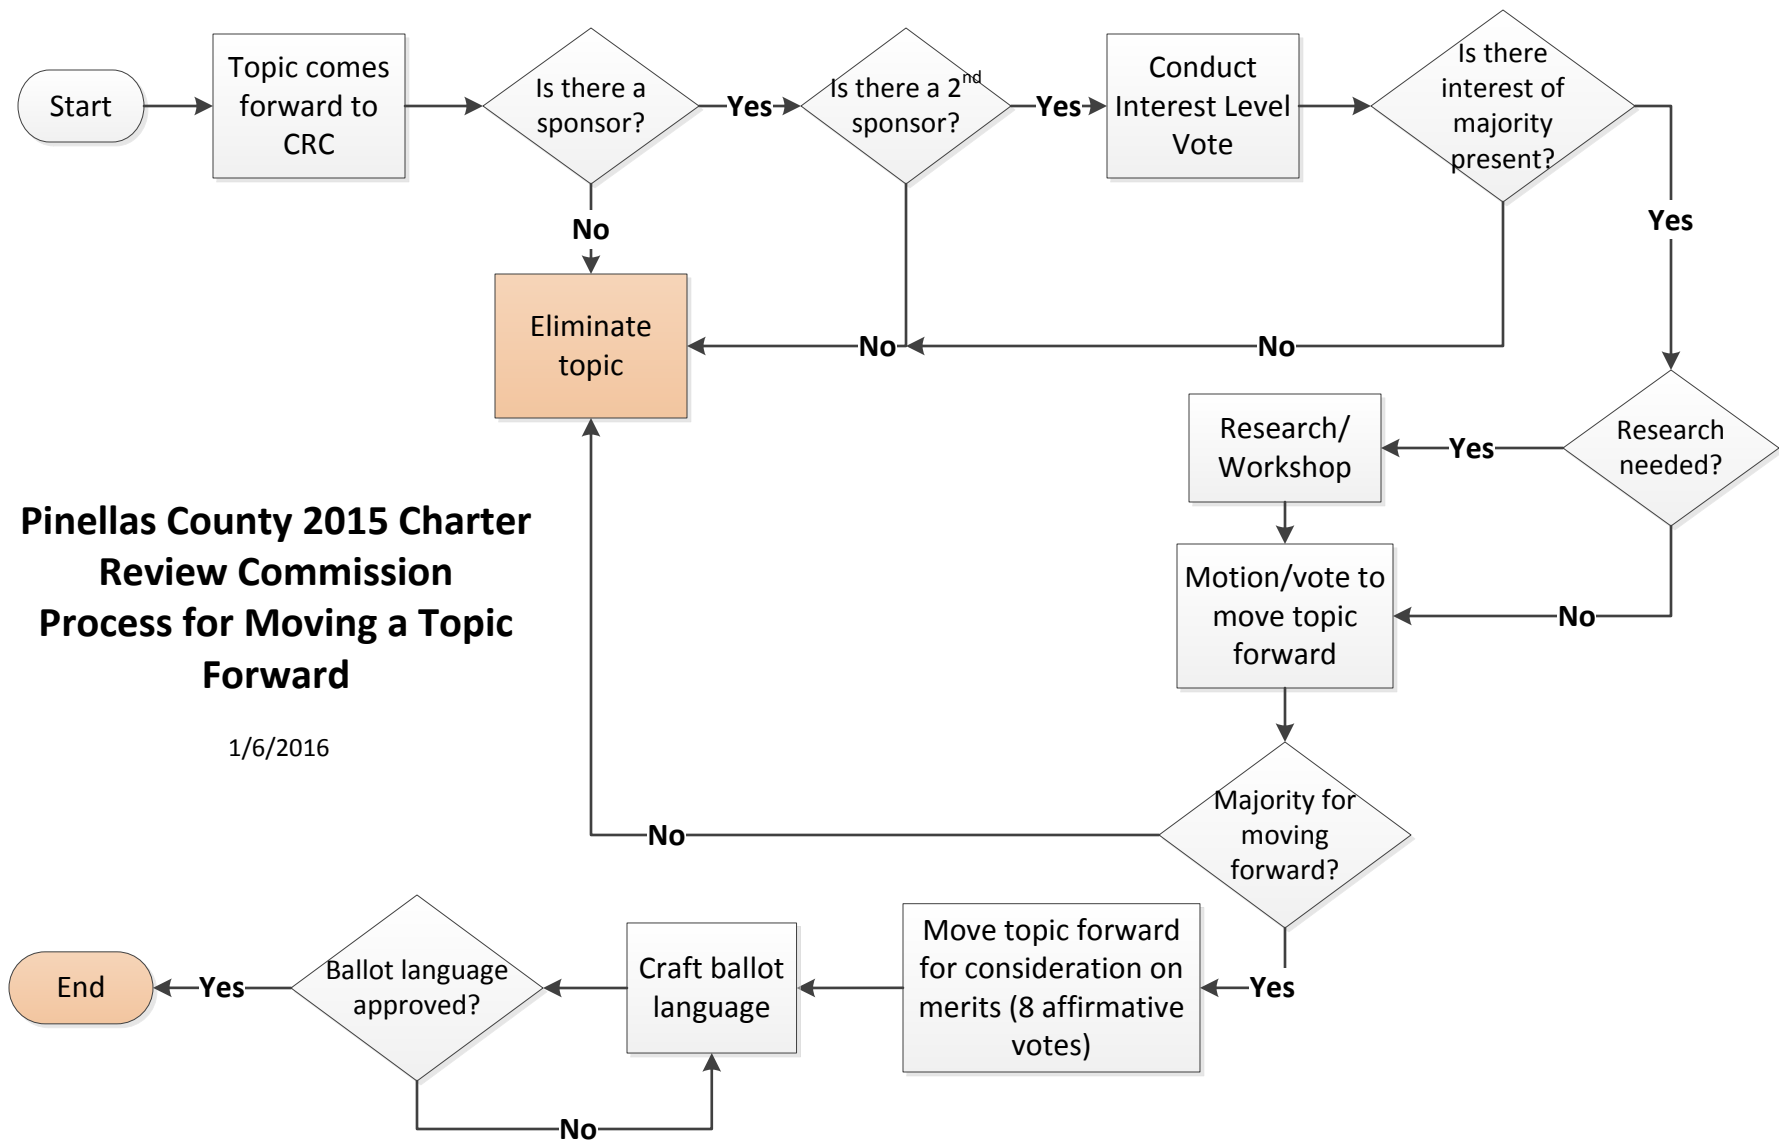 Start
Topic comes
forward to
CRC
Is there a
sponsor?
Yes
Is there a 2nd
sponsor?
Yes
Conduct
Interest Level
Vote
Is there
interest of
majority
present?
Yes
No
Eliminate
topic
No
No
Research
needed?
Yes
Research/
Workshop
No
Motion/vote to
move topic
forward
Pinellas County 2015 Charter
Review Commission
Process for Moving a Topic
Forward
1/6/2016
Majority for
moving
forward?
No
Yes
Move topic forward
for consideration on
merits (8 affirmative
votes)
Craft ballot
language
Ballot language
approved?
Yes
End
No